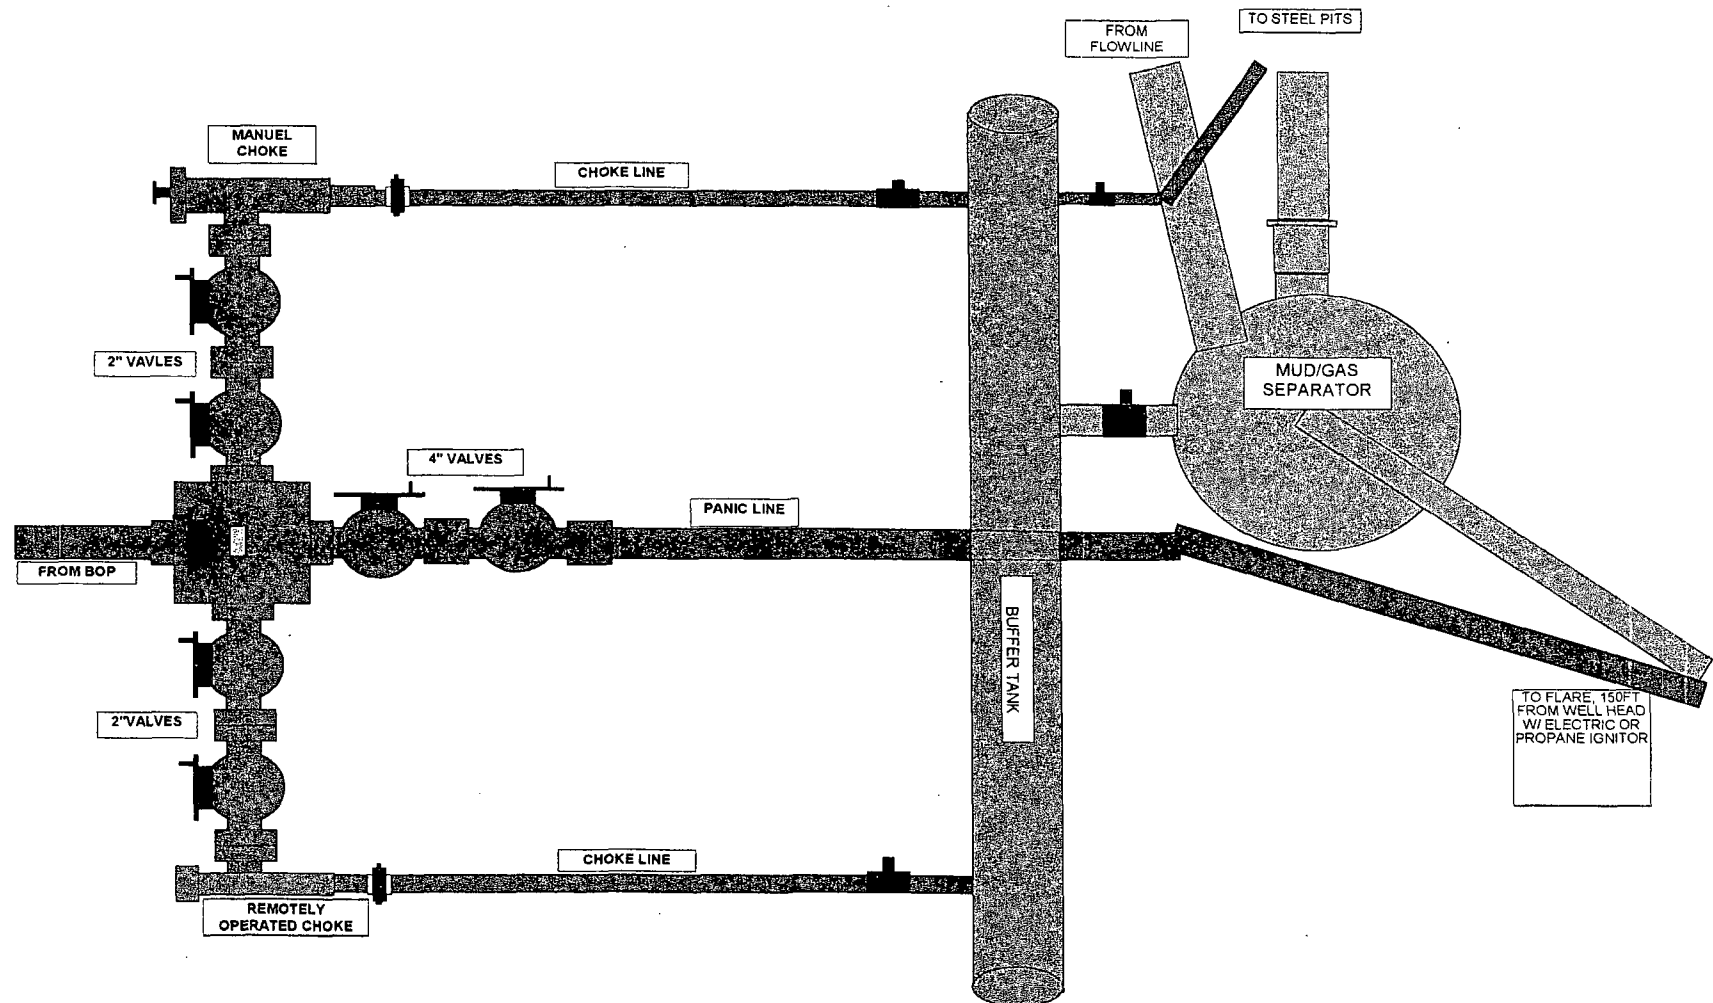 TO STEEL PITS
FROM
FLOWLINE
MANUEL
CHOKE
CHOKE LINE
2" VAVLES
MUD/GAS
SEPARATOR
4" VALVES
PANIC LINE
FROM BOP
BUFFER TANK
2"VALVES
TO FLARE, 150FT
FROM WELL HEAD
W/ ELECTRIC OR
PROPANE IGNITOR
CHOKE LINE
REMOTELY
OPERATED CHOKE